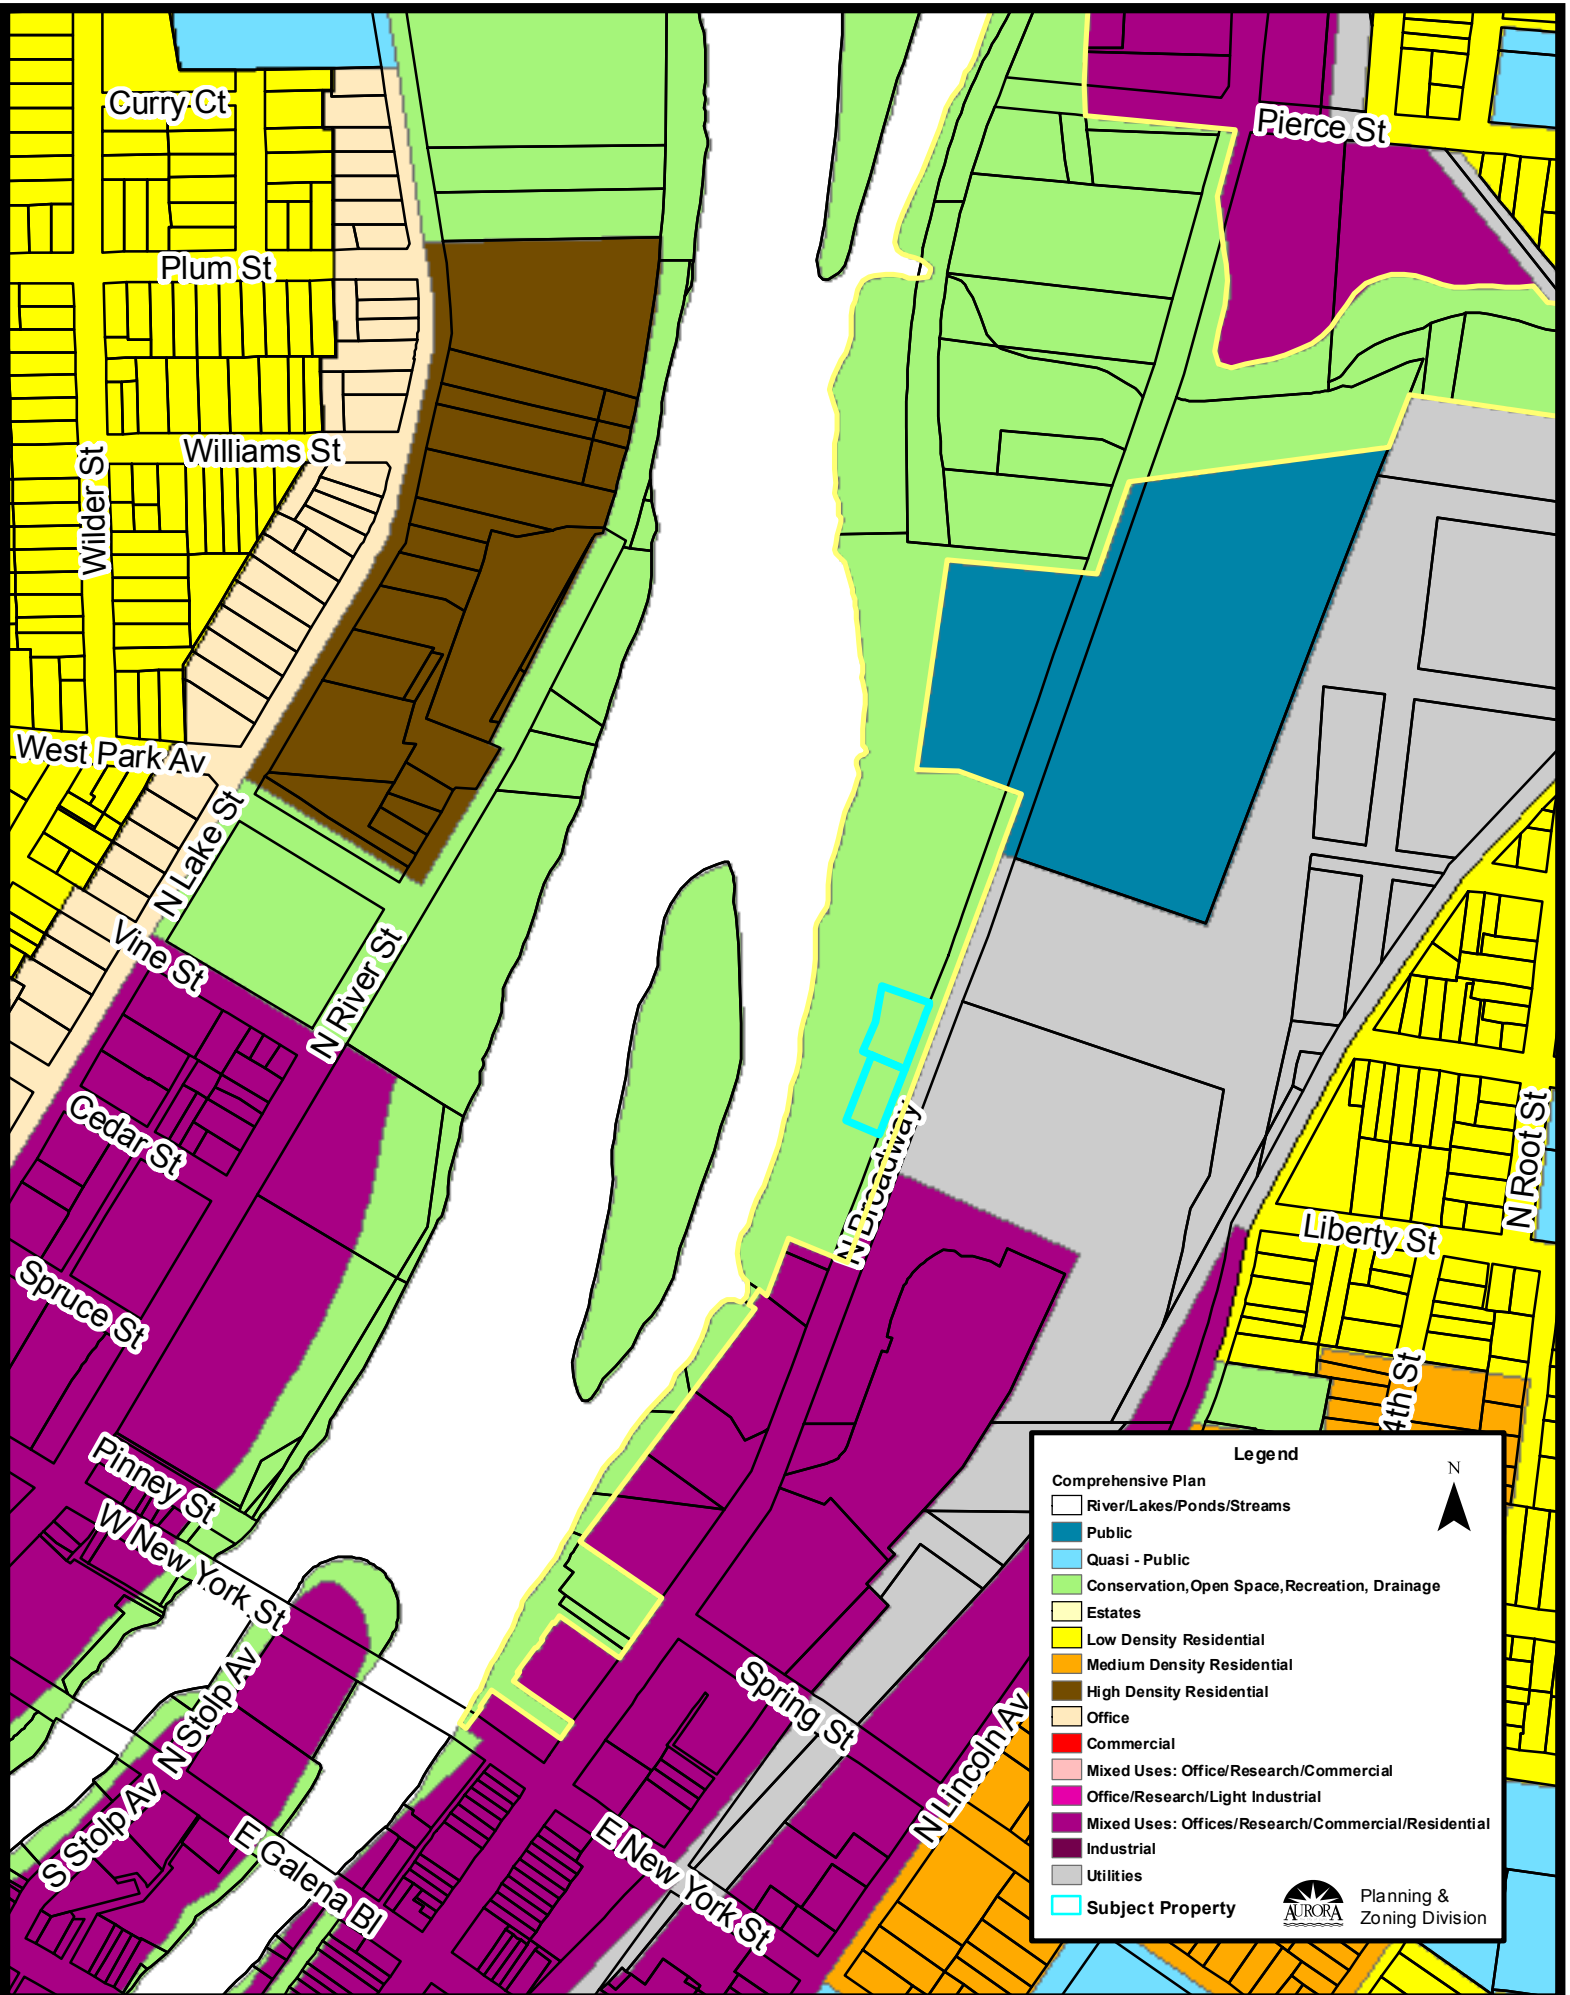 Curry Ct
Pierce St
Plum St
Williams St
Wilder St
West Park Av
N Lake St
Vine St
N River St
Cedar St
N Broadway
N Broadway
N Root St
Liberty St
Spruce St
4th St
Pinney St
W New York St
Spring St
N Stolp Av
N Lincoln Av
S Stolp Av
E Galena Bl
E New York St
Legend
N
Comprehensive Plan
River/Lakes/Ponds/Streams
Public
Quasi - Public
Conservation,Open Space,Recreation, Drainage
Estates
Low Density Residential
Medium Density Residential
High Density Residential
Office
Commercial
Mixed Uses: Office/Research/Commercial
Office/Research/Light Industrial
Mixed Uses: Offices/Research/Commercial/Residential
Industrial
Utilities
Subject Property
AURORA
Planning &
Zoning Division